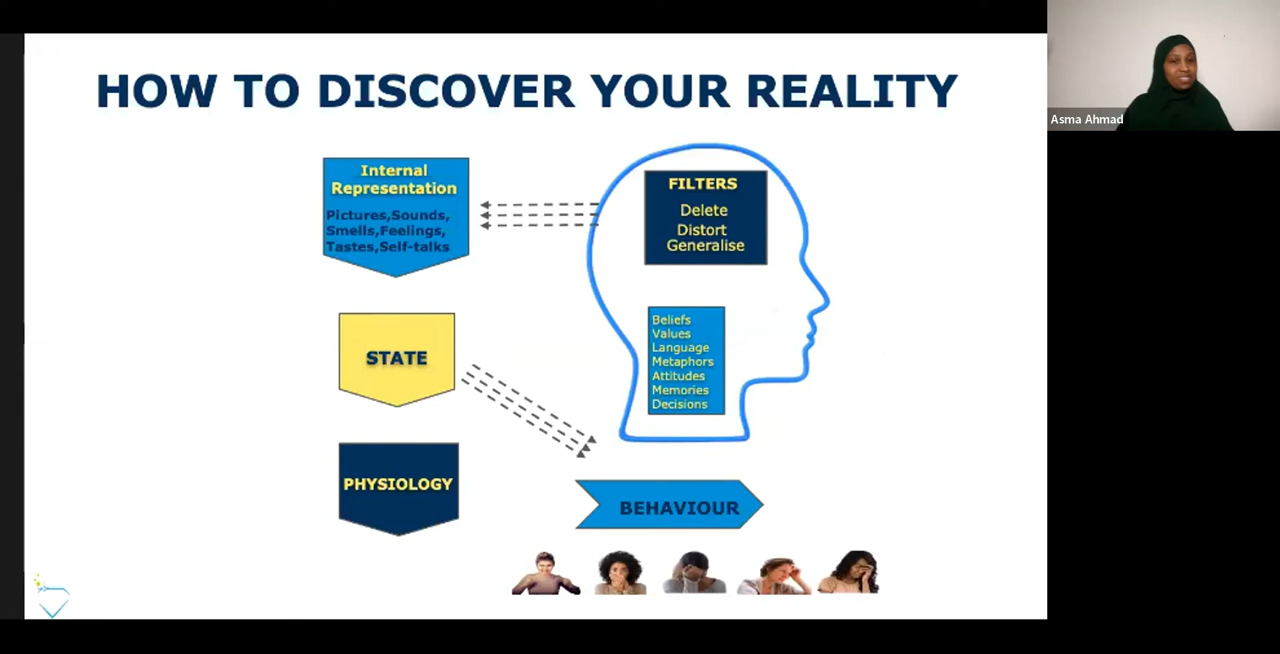 HOW TO DISCOVER YOUR REALITY
Asma Ahmad
Internal
Representation
Pictures,Sounds,
Smells,Feelings,
Tastes,Self-talks
FILTERS
Delete
Distort
Generalise
Beliefs
Values
Language
Metaphors
Attitudes
Memories
Decisions
STATE
PHYSIOLOGY
BEHAVIOUR